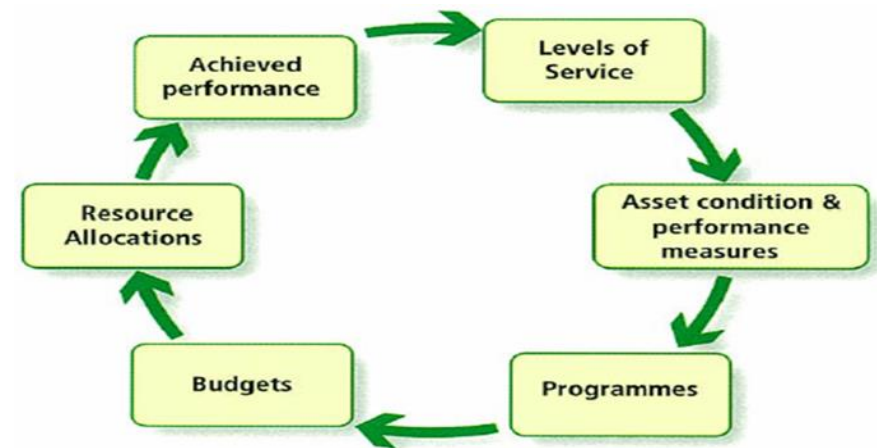 Achieved
performance
Levels of
Service
Asset condition &
performance
measures
Programmes
Budgets
Resource
Allocations